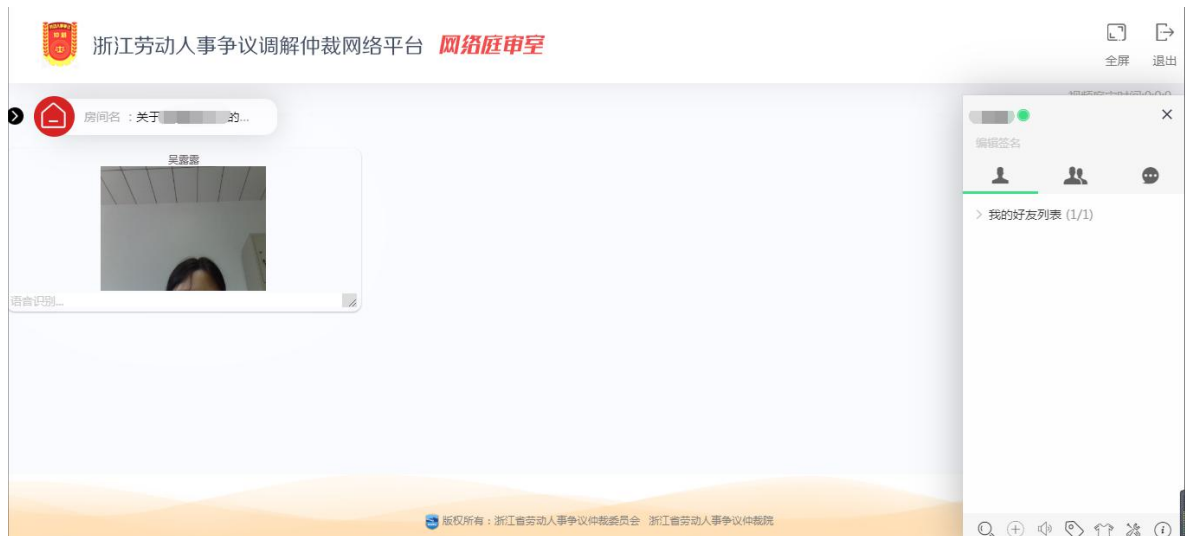 浙江劳动人事争议调解仲裁网络平台 网络庭审室
全屏 退出
房间名 ：关于 的...
吴露露
语音识别...
编辑签名
我的好友列表 (1/1)
版权所有：浙江省劳动人事争议仲裁委员会 浙江省劳动人事争议仲裁院